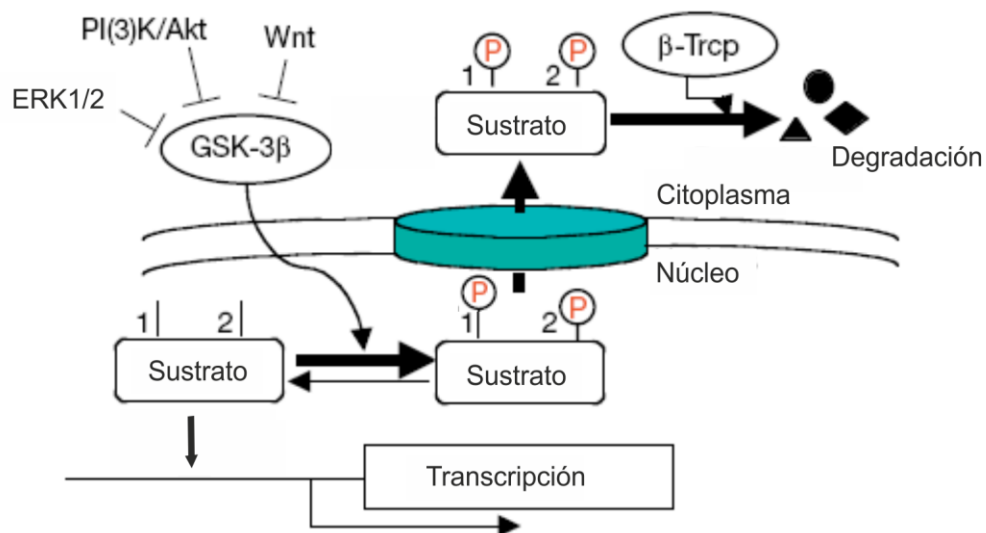 PI(3)K/Akt
Wnt
ERK1/2
GSK-3β
P
P
1
2
Sustrato
β-Trcp
Degradación
Citoplasma
Núcleo
1
2
Sustrato
P
P
1
2
Sustrato
Transcripción